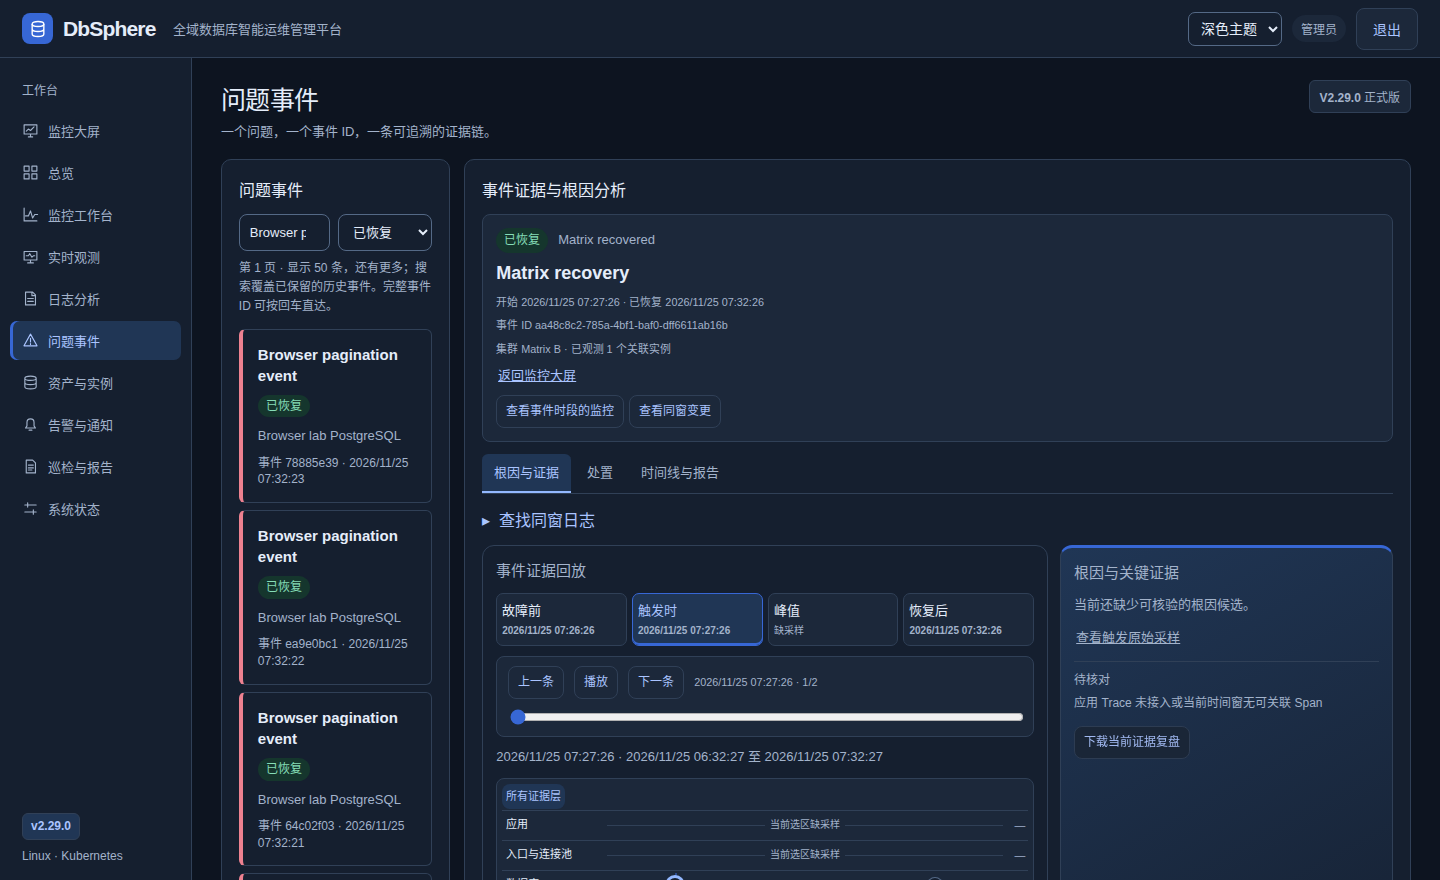 DbSphere 全域数据库智能运维管理平台 深色主题 管理员 退出
工作台
监控大屏
总览
监控工作台
实时观测
日志分析
问题事件
资产与实例
告警与通知
巡检与报告
系统状态
v2.29.0
Linux · Kubernetes
问题事件
V2.29.0 正式版
一个问题，一个事件 ID，一条可追溯的证据链。
问题事件
Browser p 已恢复
第 1 页 · 显示 50 条，还有更多；搜
索覆盖已保留的历史事件。完整事件
ID 可按回车直达。
Browser pagination
event
已恢复
Browser lab PostgreSQL
事件 78885e39 · 2026/11/25
07:32:23
Browser pagination
event
已恢复
Browser lab PostgreSQL
事件 ea9e0bc1 · 2026/11/25
07:32:22
Browser pagination
event
已恢复
Browser lab PostgreSQL
事件 64c02f03 · 2026/11/25
07:32:21
事件证据与根因分析
已恢复 Matrix recovered
Matrix recovery
开始 2026/11/25 07:27:26 · 已恢复 2026/11/25 07:32:26
事件 ID aa48c8c2-785a-4bf1-baf0-dff6611ab16b
集群 Matrix B · 已观测 1 个关联实例
返回监控大屏
查看事件时段的监控 查看同窗变更
根因与证据 处置 时间线与报告
▶ 查找同窗日志
事件证据回放
故障前 触发时 峰值 恢复后
2026/11/25 07:26:26 2026/11/25 07:27:26 缺采样 2026/11/25 07:32:26
上一条 播放 下一条 2026/11/25 07:27:26 · 1/2
2026/11/25 07:27:26 · 2026/11/25 06:32:27 至 2026/11/25 07:32:27
所有证据层
应用 当前选区缺采样 —
入口与连接池 当前选区缺采样 —
根因与关键证据
当前还缺少可核验的根因候选。
查看触发原始采样
待核对
应用 Trace 未接入或当前时间窗无可关联 Span
下载当前证据复盘